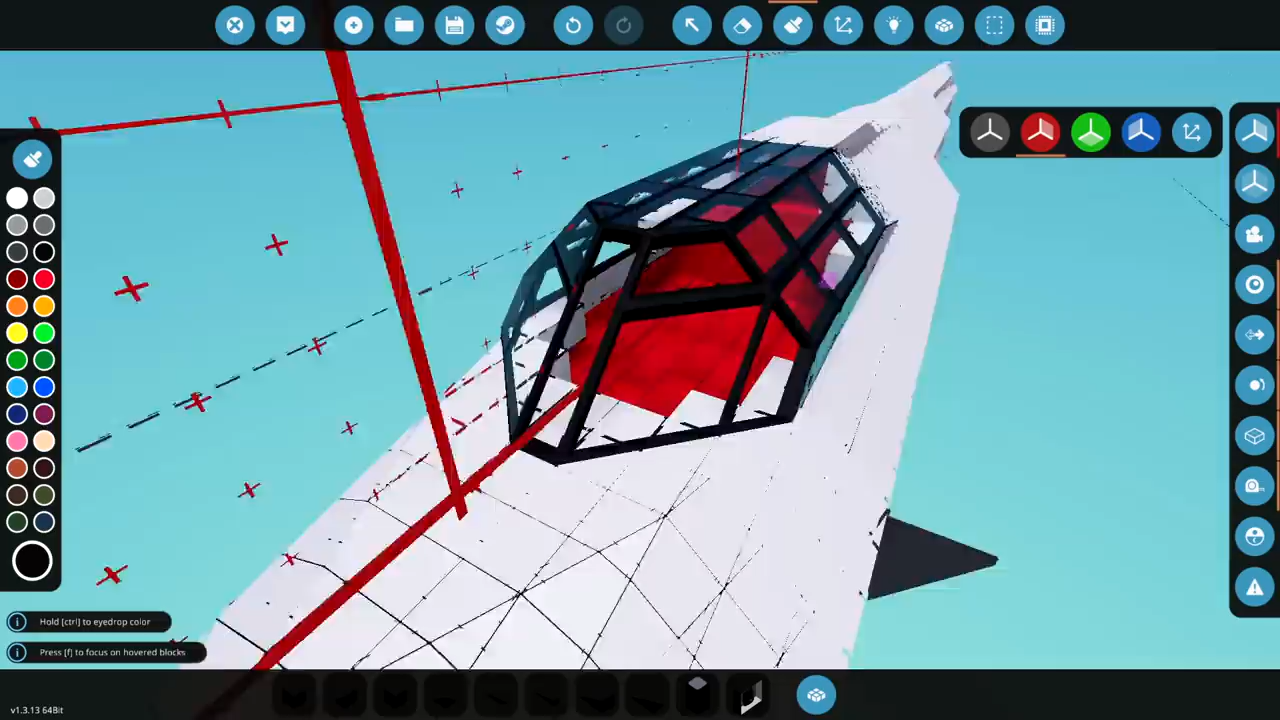 Hold [ctrl] to eyedrop color
Press [f] to focus on hovered blocks
v1.3.13 64Bit